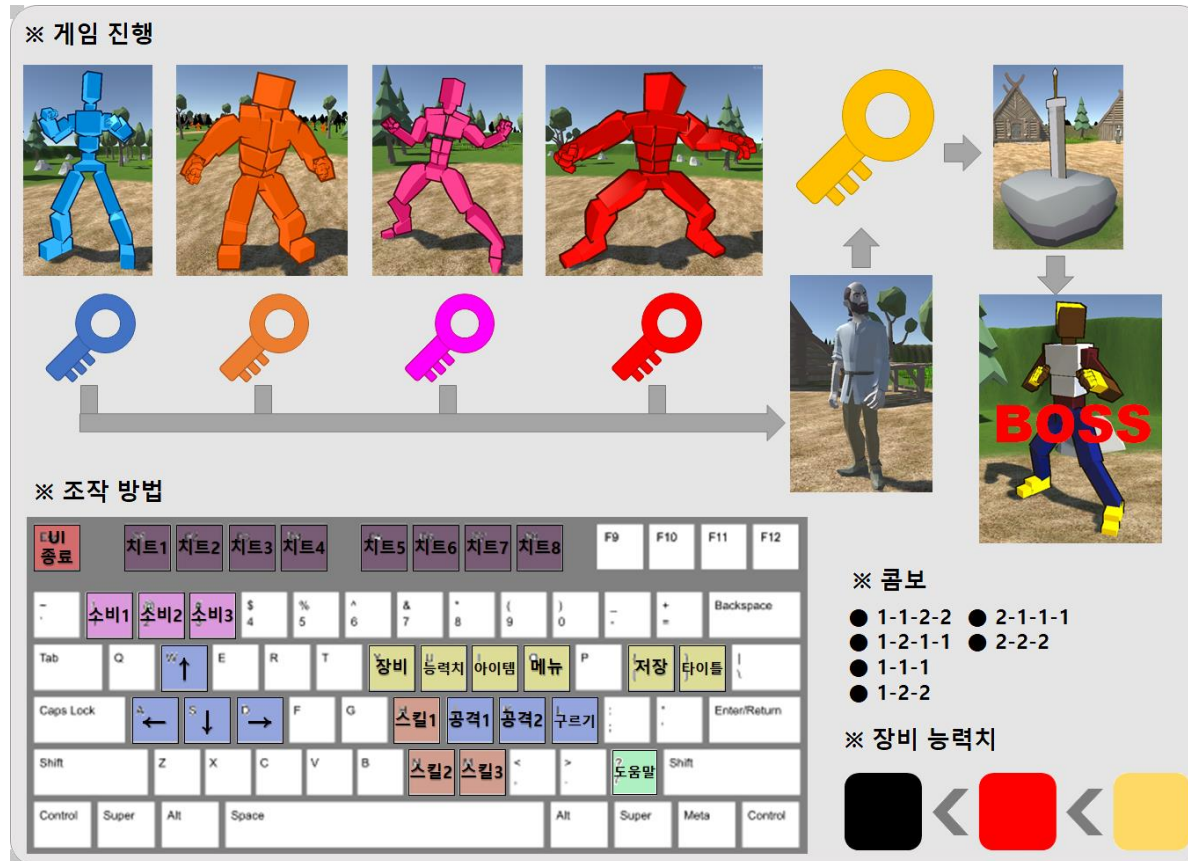 ※ 게임 진행
BOSS
※ 조작 방법
UI 종료 치트1 치트2 치트3 치트4 치트5 치트6 치트7 치트8 F9 F10 F11 F12
소비1 소비2 소비3 $ 4 % 5 ^ 6 & 7 * 8 ( 9 ) 0 _ - + = Backspace
Tab Q W ↑ E R T 장비 능력치 아이템 메뉴 P 저장 타이틀 | \
Caps Lock A ← S ↓ D → F G 스킬1 공격1 공격2 구르기 : ; Enter/Return
Shift Z X C V B 스킬2 스킬3 < , > . 도움말 Shift
Control Super Alt Space Alt Super Meta Control
※ 콤보
● 1-1-2-2 ● 2-1-1-1
● 1-2-1-1 ● 2-2-2
● 1-1-1
● 1-2-2
※ 장비 능력치